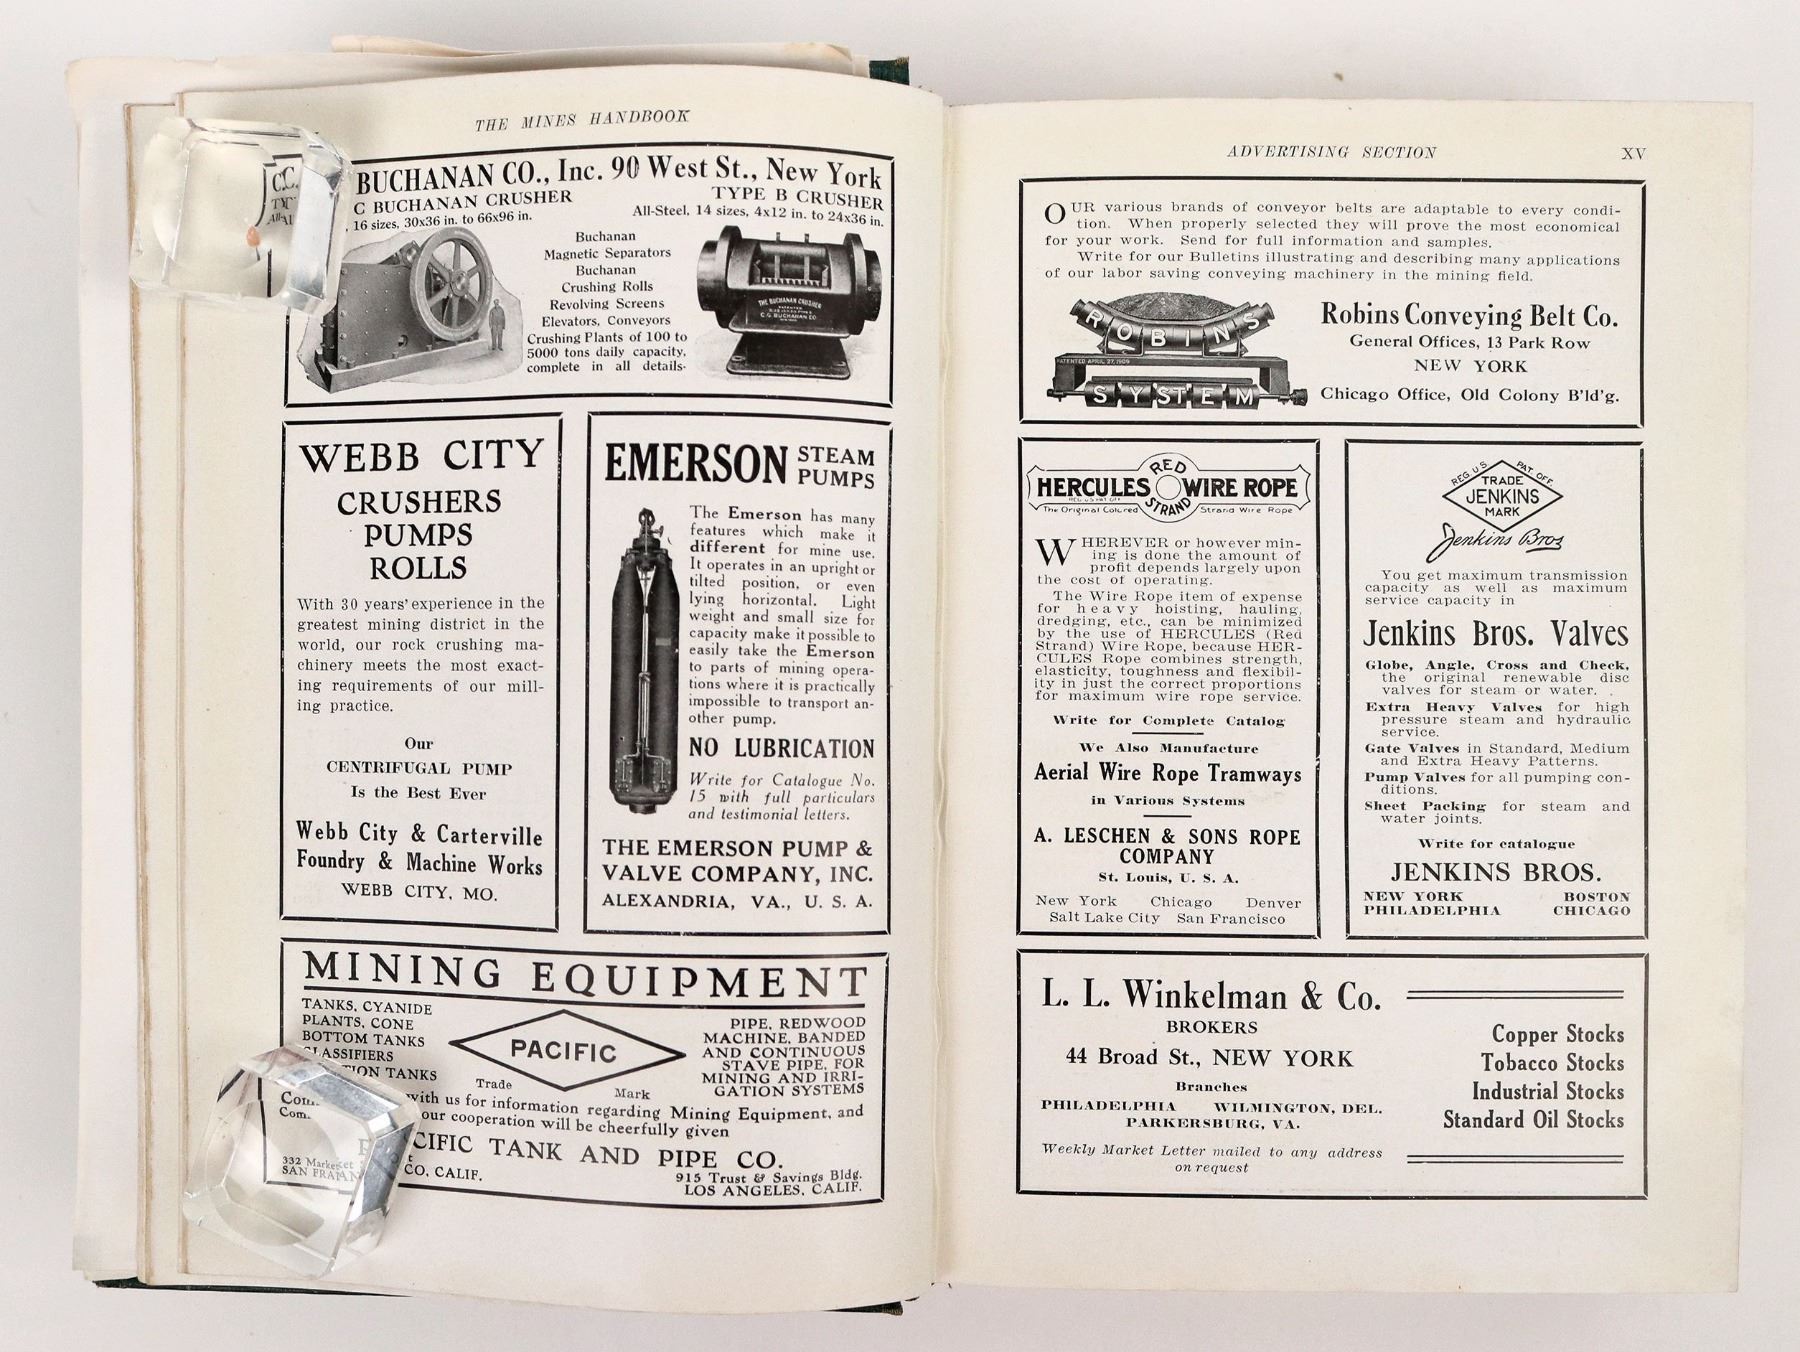 THE MINES HANDBOOK
C.C. BUCHANAN CO., Inc. 90 West St., New York
C BUCHANAN CRUSHER
, 16 sizes, 30x36 in. to 66x96 in.
TYPE B CRUSHER
All-Steel, 14 sizes, 4x12 in. to 24x36 in.
Buchanan
Magnetic Separators
Buchanan
Crushing Rolls
Revolving Screens
Elevators, Conveyors
Crushing Plants of 100 to
5000 tons daily capacity,
complete in all details.
THE BUCHANAN CRUSHER
C.G. BUCHANAN CO.
WEBB CITY
CRUSHERS
PUMPS
ROLLS
With 30 years' experience in the
greatest mining district in the
world, our rock crushing ma-
chinery meets the most exact-
ing requirements of our mill-
ing practice.
Our
CENTRIFUGAL PUMP
Is the Best Ever
Webb City & Carterville
Foundry & Machine Works
WEBB CITY, MO.
EMERSON STEAM
PUMPS
The Emerson has many
features which make it
different for mine use.
It operates in an upright or
tilted position, or even
lying horizontal. Light
weight and small size for
capacity make it possible to
easily take the Emerson
to parts of mining opera-
tions where it is practically
impossible to transport an-
other pump.
NO LUBRICATION
Write for Catalogue No.
15 with full particulars
and testimonial letters.
THE EMERSON PUMP &
VALVE COMPANY, INC.
ALEXANDRIA, VA., U. S. A.
MINING EQUIPMENT
TANKS, CYANIDE
PLANTS, CONE
BOTTOM TANKS
CLASSIFIERS
TION TANKS
PACIFIC
Trade Mark
PIPE, REDWOOD
MACHINE, BANDED
AND CONTINUOUS
STAVE PIPE, FOR
MINING AND IRRI-
GATION SYSTEMS
with us for information regarding Mining Equipment, and
our cooperation will be cheerfully given
PACIFIC TANK AND PIPE CO.
332 Market
SAN FRANCO, CALIF.
915 Trust & Savings Bldg.
LOS ANGELES, CALIF.
ADVERTISING SECTION XV
OUR various brands of conveyor belts are adaptable to every condi-
tion. When properly selected they will prove the most economical
for your work. Send for full information and samples.
Write for our Bulletins illustrating and describing many applications
of our labor saving conveying machinery in the mining field.
ROBINS
PATENTED APRIL 27, 1909
SYSTEM
Robins Conveying Belt Co.
General Offices, 13 Park Row
NEW YORK
Chicago Office, Old Colony B'ld'g.
RED
HERCULES WIRE ROPE
REG. U.S. PAT. OFF.
STRAND
The Original Colored Strand Wire Rope
WHEREVER or however min-
ing is done the amount of
profit depends largely upon
the cost of operating.
The Wire Rope item of expense
for heavy hoisting, hauling,
dredging, etc., can be minimized
by the use of HERCULES (Red
Strand) Wire Rope, because HER-
CULES Rope combines strength,
elasticity, toughness and flexibil-
ity in just the correct proportions
for maximum wire rope service.
Write for Complete Catalog
We Also Manufacture
Aerial Wire Rope Tramways
in Various Systems
A. LESCHEN & SONS ROPE
COMPANY
St. Louis, U. S. A.
New York Chicago Denver
Salt Lake City San Francisco
REG. U.S. PAT. OFF.
TRADE
JENKINS
MARK
Jenkins Bros
You get maximum transmission
capacity as well as maximum
service capacity in
Jenkins Bros. Valves
Globe, Angle, Cross and Check,
the original renewable disc
valves for steam or water.
Extra Heavy Valves for high
pressure steam and hydraulic
service.
Gate Valves in Standard, Medium
and Extra Heavy Patterns.
Pump Valves for all pumping con-
ditions.
Sheet Packing for steam and
water joints.
Write for catalogue
JENKINS BROS.
NEW YORK BOSTON
PHILADELPHIA CHICAGO
L. L. Winkelman & Co.
BROKERS
44 Broad St., NEW YORK
Branches
PHILADELPHIA WILMINGTON, DEL.
PARKERSBURG, VA.
Weekly Market Letter mailed to any address
on request
Copper Stocks
Tobacco Stocks
Industrial Stocks
Standard Oil Stocks